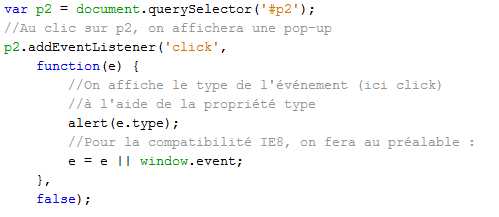 var p2 = document.querySelector('#p2');
//Au clic sur p2, on affichera une pop-up
p2.addEventListener('click',
    function(e) {
        //On affiche le type de l'événement (ici click)
        //à l'aide de la propriété type
        alert(e.type);
        //Pour la compatibilité IE8, on fera au préalable :
        e = e || window.event;
    },
    false);